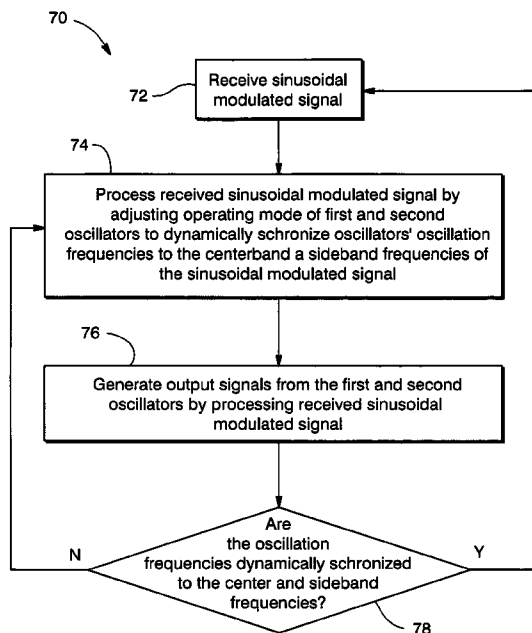 70
72
Receive sinusoidal
modulated signal
74
Process received sinusoidal modulated signal by
adjusting operating mode of first and second
oscillators to dynamically schronize oscillators' oscillation
frequencies to the centerband a sideband frequencies of
the sinusoidal modulated signal
76
Generate output signals from the first and second
oscillators by processing received sinusoidal
modulated signal
Are
the oscillation
frequencies dynamically schronized
to the center and sideband
frequencies?
N
Y
78